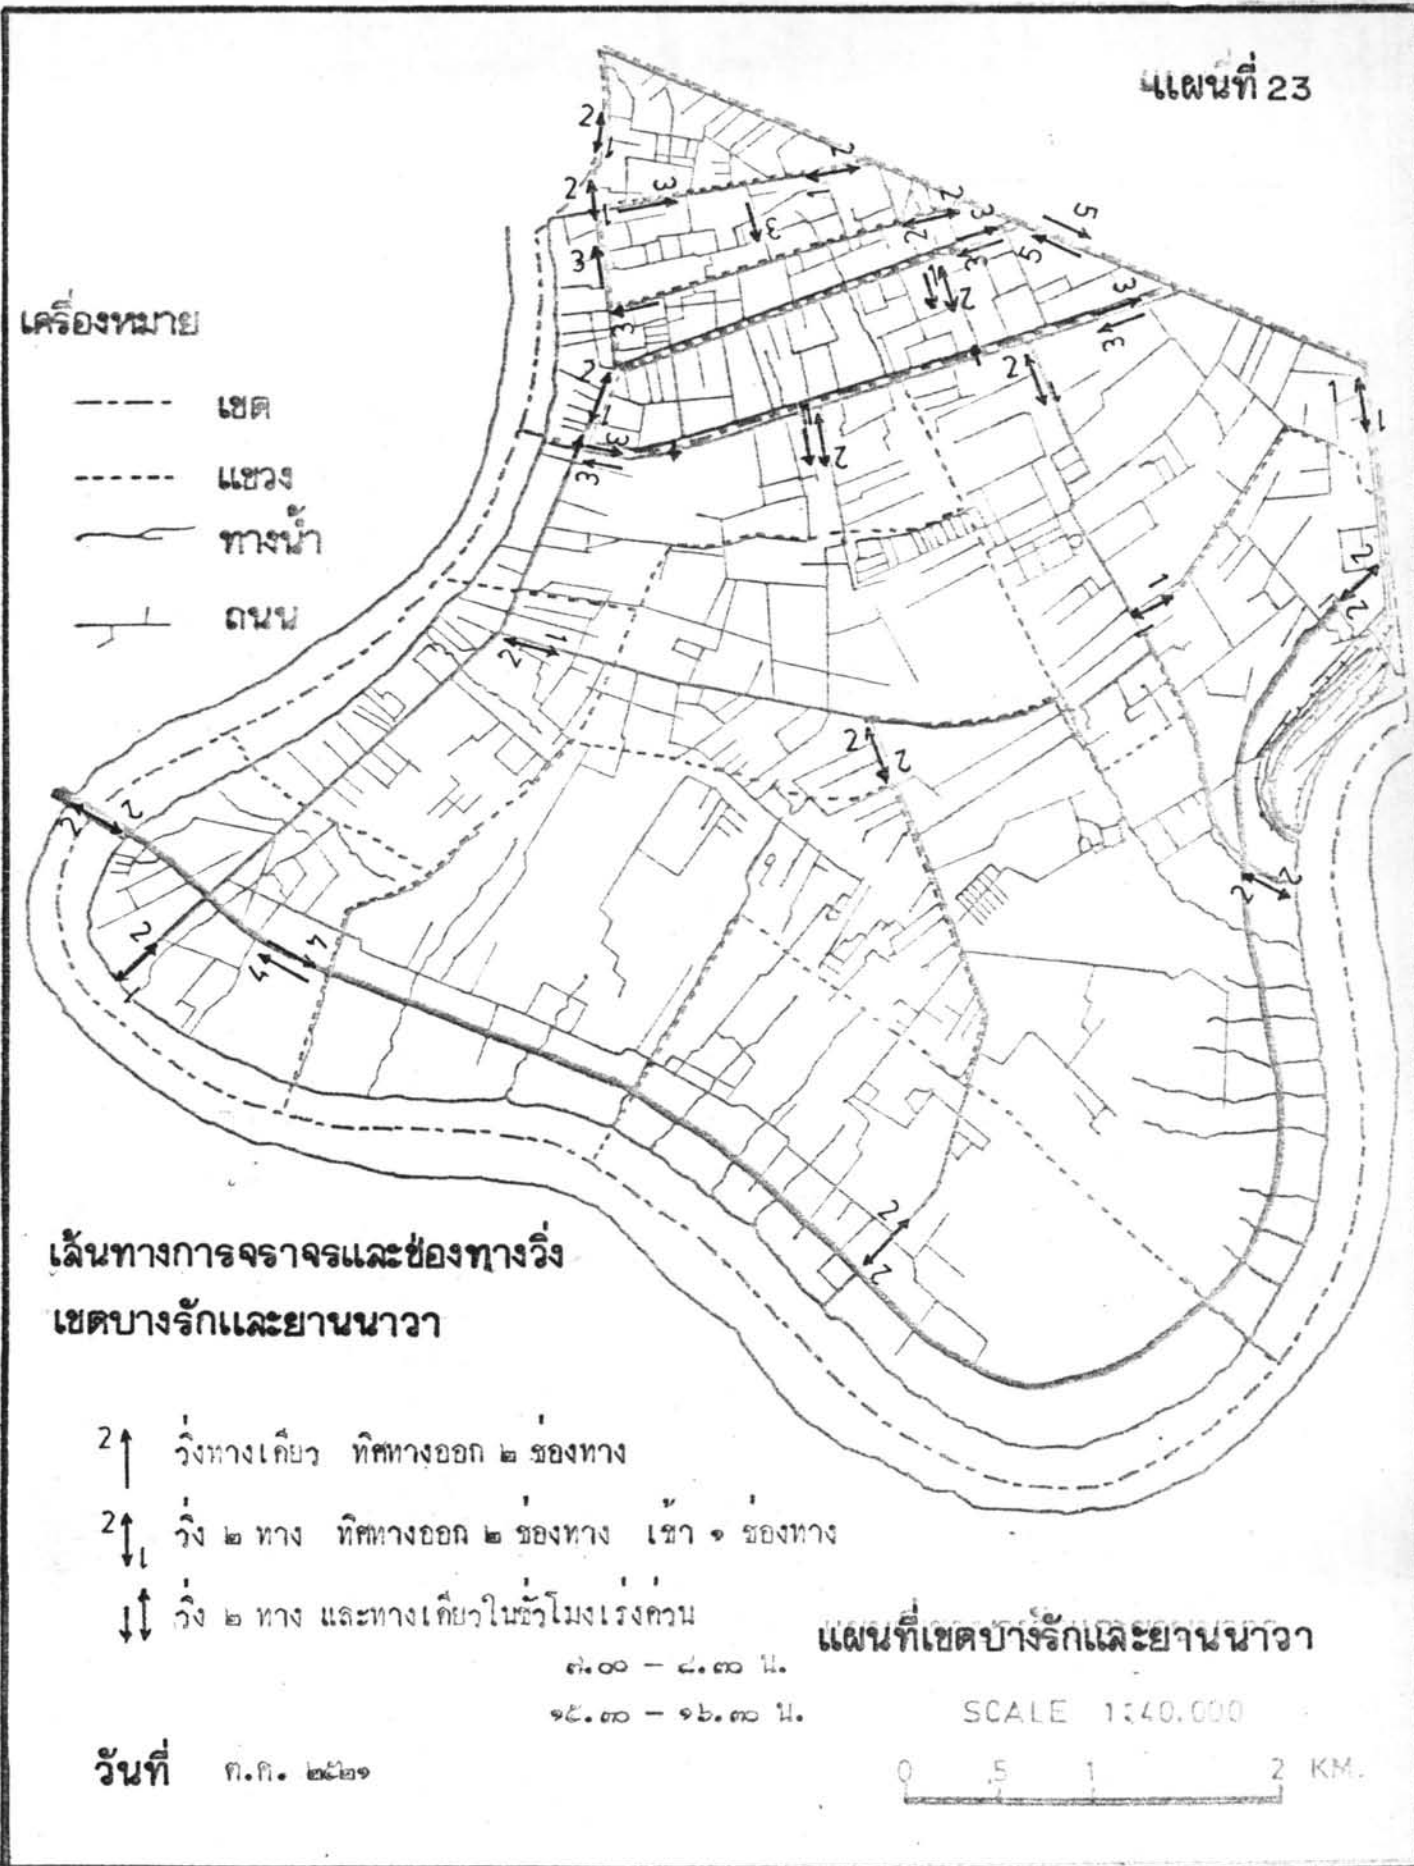 แผนที่ 23
เครื่องหมาย
เขต
แขวง
ทางน้ำ
ถนน
เส้นทางการจราจรและช่องทางวิ่ง
เขตบางรักและยานนาวา
2 วิ่งทางเดียว ทิศทางออก ๒ ช่องทาง
2 1 วิ่ง ๒ ทาง ทิศทางออก ๒ ช่องทาง เข้า ๑ ช่องทาง
วิ่ง ๒ ทาง และทางเดียวในชั่วโมงเร่งด่วน
๗.๐๐ - ๘.๓๐ น.
๑๕.๓๐ - ๑๖.๓๐ น.
แผนที่เขตบางรักและยานนาวา
SCALE 1:40.000
0 .5 1 2 KM.
วันที่ ต.ค. ๒๕๒๑